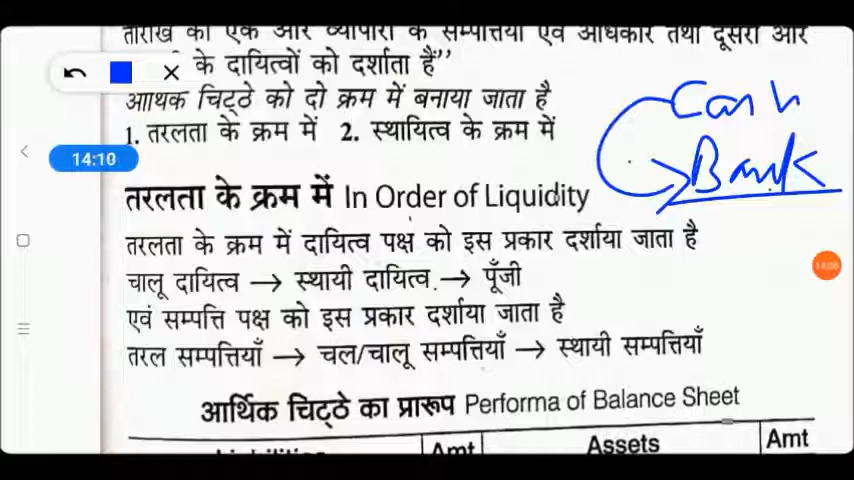 तारीख को एक ओर व्यापारी के सम्पत्तियों एवं अधिकार तथा दूसरी ओर
के दायित्वों को दर्शाता हैं”
आर्थिक चिट्ठे को दो क्रम में बनाया जाता है
1. तरलता के क्रम में 2. स्थायित्व के क्रम में
Cash
Bank
14:10
तरलता के क्रम में In Order of Liquidity
तरलता के क्रम में दायित्व पक्ष को इस प्रकार दर्शाया जाता है
चालू दायित्व → स्थायी दायित्व → पूँजी
एवं सम्पत्ति पक्ष को इस प्रकार दर्शाया जाता है
तरल सम्पत्तियाँ → चल/चालू सम्पत्तियाँ → स्थायी सम्पत्तियाँ
आर्थिक चिट्ठे का प्रारूप Performa of Balance Sheet
Amt Assets Amt